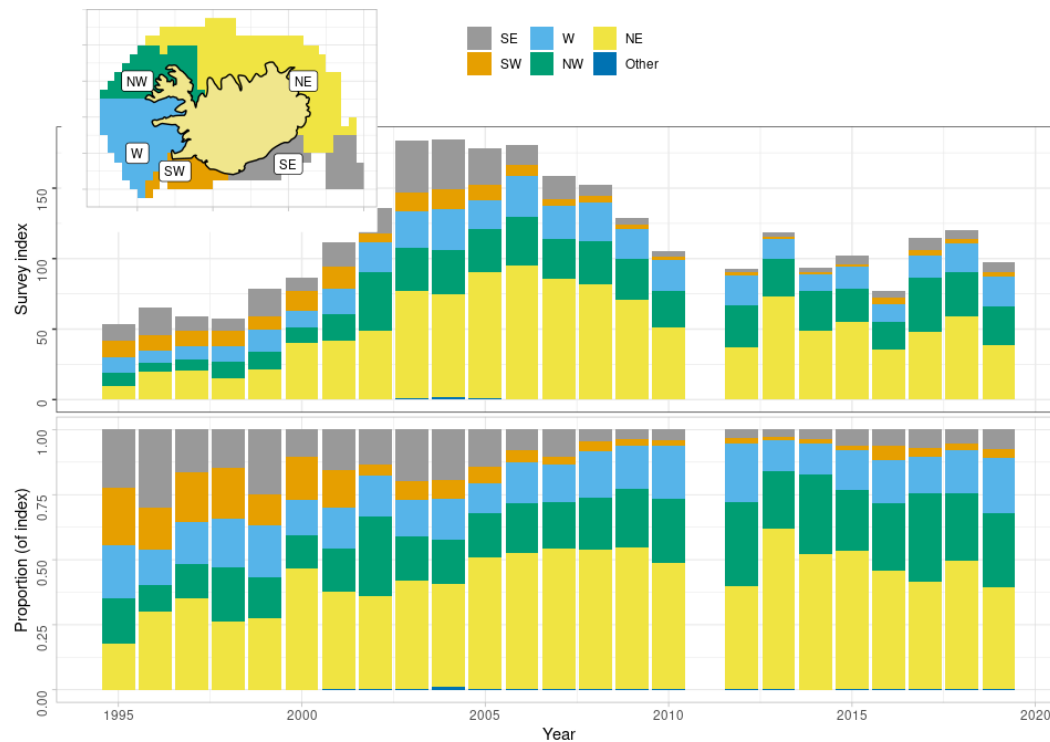 SE W NE
SW NW Other
NW NE
W SW SE
Survey index
150
100
50
0
Proportion (of index)
1.00
0.75
0.50
0.25
0.00
1995 2000 2005 2010 2015 2020
Year